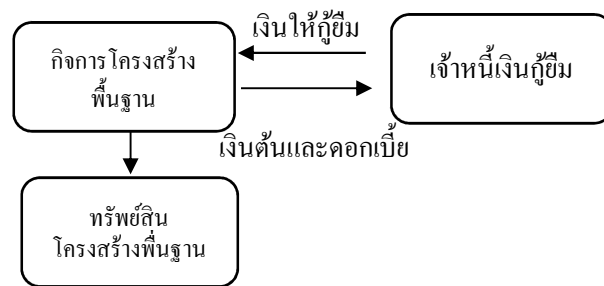 เงินให้กู้ยืม
กิจการโครงสร้าง
พื้นฐาน
เจ้าหนี้เงินกู้ยืม
เงินต้นและดอกเบี้ย
ทรัพย์สิน
โครงสร้างพื่นฐาน